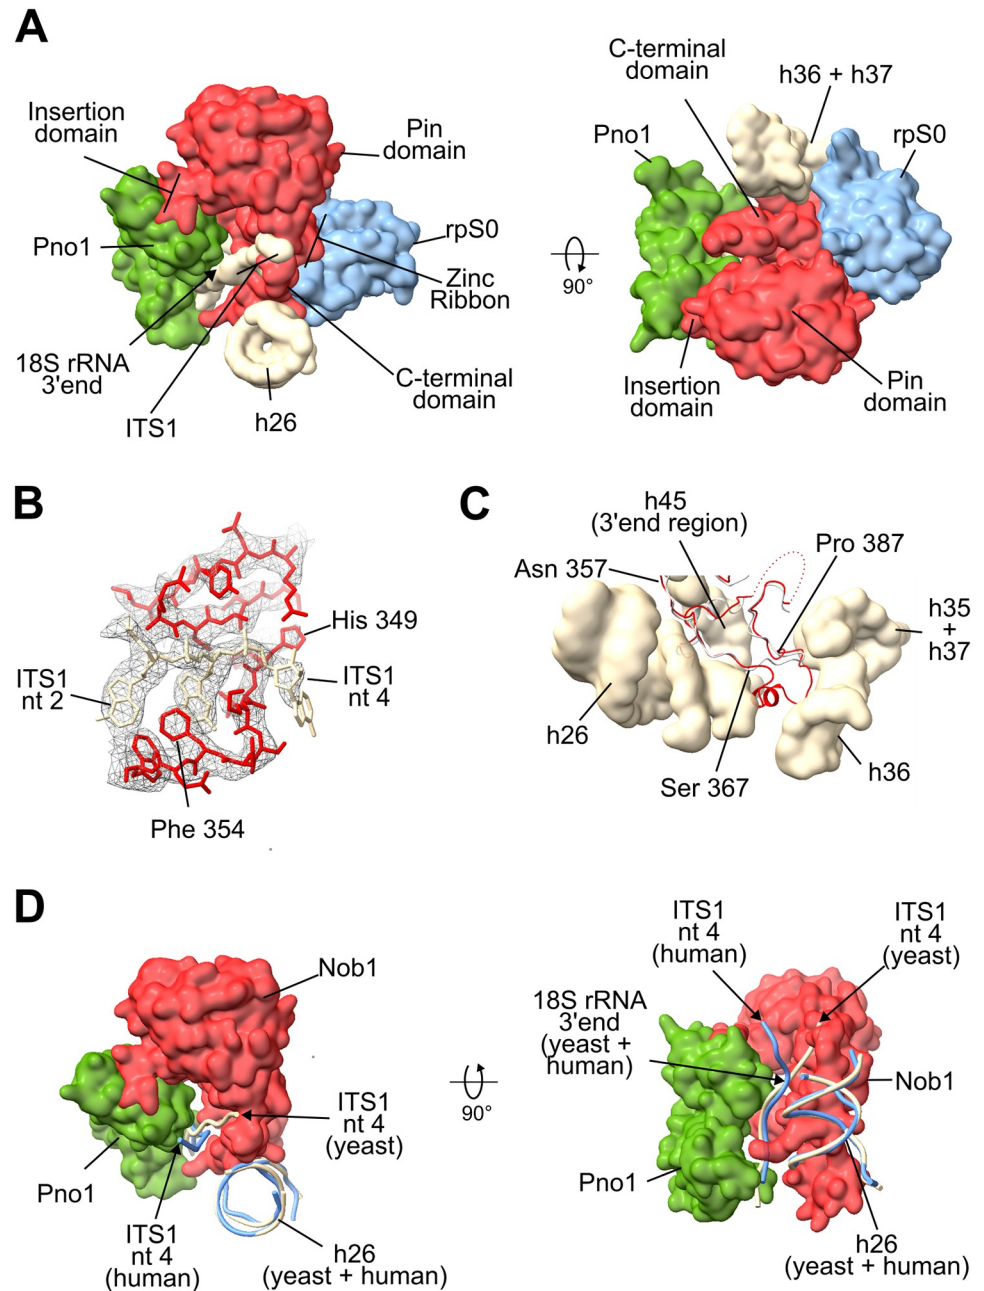 A
Insertion
domain
Pin
domain
Pno1
rpS0
Zinc
Ribbon
18S rRNA
3'end
ITS1
h26
C-terminal
domain
90°
C-terminal
domain
h36 + h37
Pno1
rpS0
Insertion
domain
Pin
domain
B
His 349
ITS1
nt 2
ITS1
nt 4
Phe 354
C
h45
(3'end region)
Pro 387
Asn 357
h35
+
h37
h26
Ser 367
h36
D
Nob1
ITS1
nt 4
(yeast)
Pno1
ITS1
nt 4
(human)
h26
(yeast + human)
90°
ITS1
nt 4
(human)
ITS1
nt 4
(yeast)
18S rRNA
3'end
(yeast +
human)
Nob1
Pno1
h26
(yeast + human)